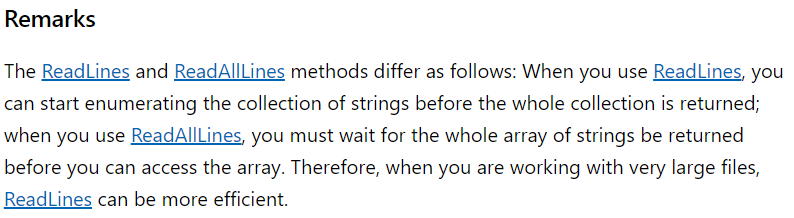 Remarks
The ReadLines and ReadAllLines methods differ as follows: When you use ReadLines, you
can start enumerating the collection of strings before the whole collection is returned;
when you use ReadAllLines, you must wait for the whole array of strings be returned
before you can access the array. Therefore, when you are working with very large files,
ReadLines can be more efficient.